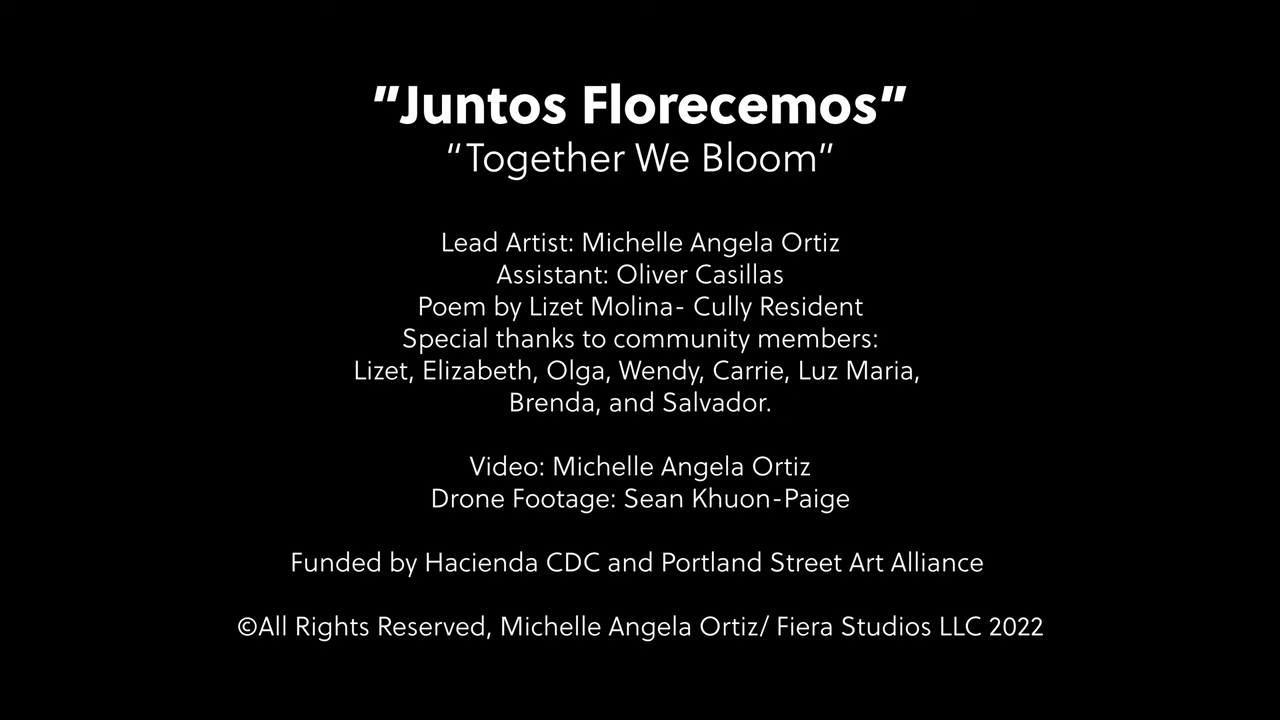 "Juntos Florecemos"
“Together We Bloom”
Lead Artist: Michelle Angela Ortiz
Assistant: Oliver Casillas
Poem by Lizet Molina- Cully Resident
Special thanks to community members:
Lizet, Elizabeth, Olga, Wendy, Carrie, Luz Maria,
Brenda, and Salvador.
Video: Michelle Angela Ortiz
Drone Footage: Sean Khuon-Paige
Funded by Hacienda CDC and Portland Street Art Alliance
©All Rights Reserved, Michelle Angela Ortiz/ Fiera Studios LLC 2022